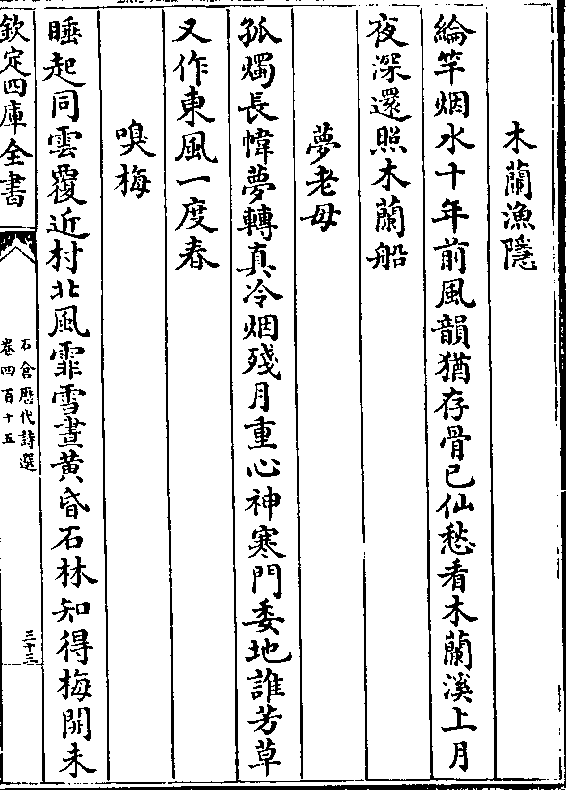 木蘭漁隱
綸竿烟水十年前風韻猶存骨已仙愁看木蘭溪上月
夜深還照木蘭船
夢老母
孤燭長幃夢轉真冷烟殘月重心神寒門委地誰芳草
又作東風一度春
嗅梅
睡起同雲覆近村北風霏雪晝黄昏石林知得梅開未
欽定四庫全書
石倉歷代詩選
卷四百十五
三十三